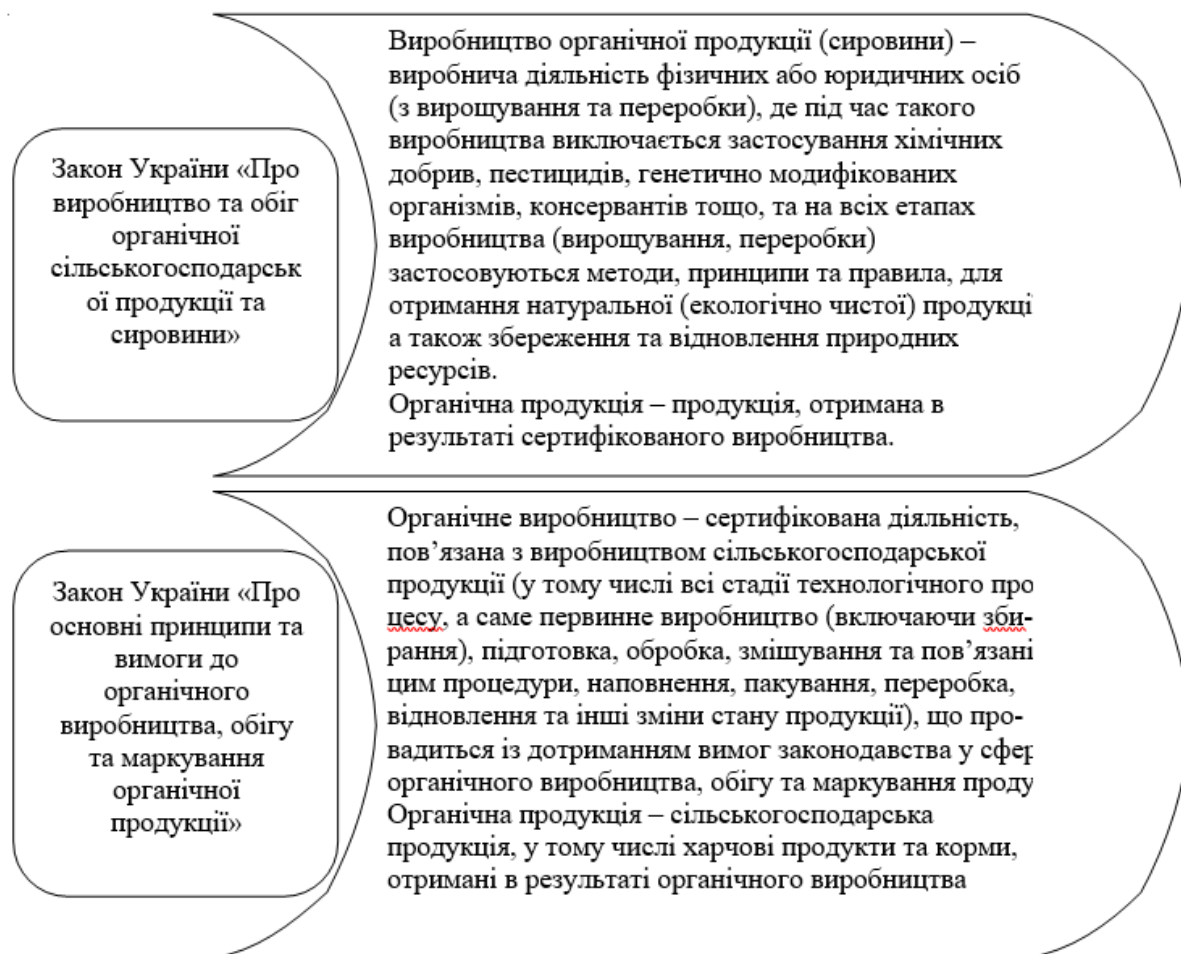 Закон України «Про
виробництво та обіг
органічної
сільськогосподарськ
ої продукції та
сировини»
Виробництво органічної продукції (сировини) –
виробнича діяльність фізичних або юридичних осіб
(з вирощування та переробки), де під час такого
виробництва виключається застосування хімічних
добрив, пестицидів, генетично модифікованих
організмів, консервантів тощо, та на всіх етапах
виробництва (вирощування, переробки)
застосовуються методи, принципи та правила, для
отримання натуральної (екологічно чистої) продукці
а також збереження та відновлення природних
ресурсів.
Органічна продукція – продукція, отримана в
результаті сертифікованого виробництва.
Закон України «Про
основні принципи та
вимоги до
органічного
виробництва, обігу
та маркування
органічної
продукції»
Органічне виробництво – сертифікована діяльність,
пов’язана з виробництвом сільськогосподарської
продукції (у тому числі всі стадії технологічного про
цесу, а саме первинне виробництво (включаючи зби-
рання), підготовка, обробка, змішування та пов’язані
цим процедури, наповнення, пакування, переробка,
відновлення та інші зміни стану продукції), що про-
вадиться із дотриманням вимог законодавства у сфер
органічного виробництва, обігу та маркування проду
Органічна продукція – сільськогосподарська
продукція, у тому числі харчові продукти та корми,
отримані в результаті органічного виробництва